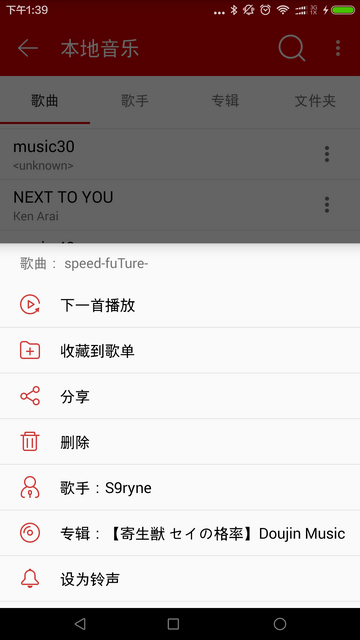 下午1:39
本地音乐
歌曲 歌手 专辑 文件夹
music30
<unknown>
NEXT TO YOU
Ken Arai
歌曲： speed-fuTure-
下一首播放
收藏到歌单
分享
删除
歌手：S9ryne
专辑：【寄生獣 セイの格率】Doujin Music
设为铃声